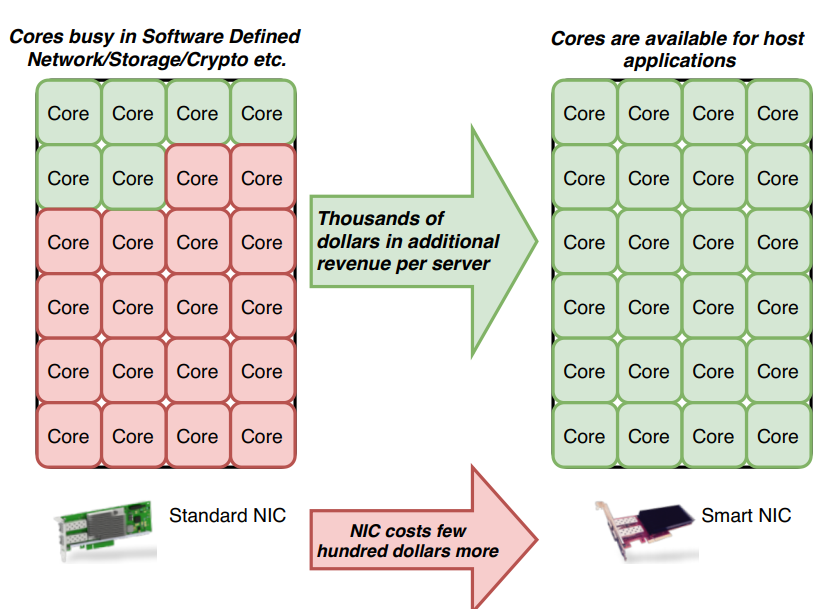 Cores busy in Software Defined
Network/Storage/Crypto etc.
Cores are available for host
applications
Core Core Core Core
Core Core Core Core
Core Core Core Core
Core Core Core Core
Core Core Core Core
Core Core Core Core
Thousands of
dollars in additional
revenue per server
Core Core Core Core
Core Core Core Core
Core Core Core Core
Core Core Core Core
Core Core Core Core
Core Core Core Core
Standard NIC
NIC costs few
hundred dollars more
Smart NIC